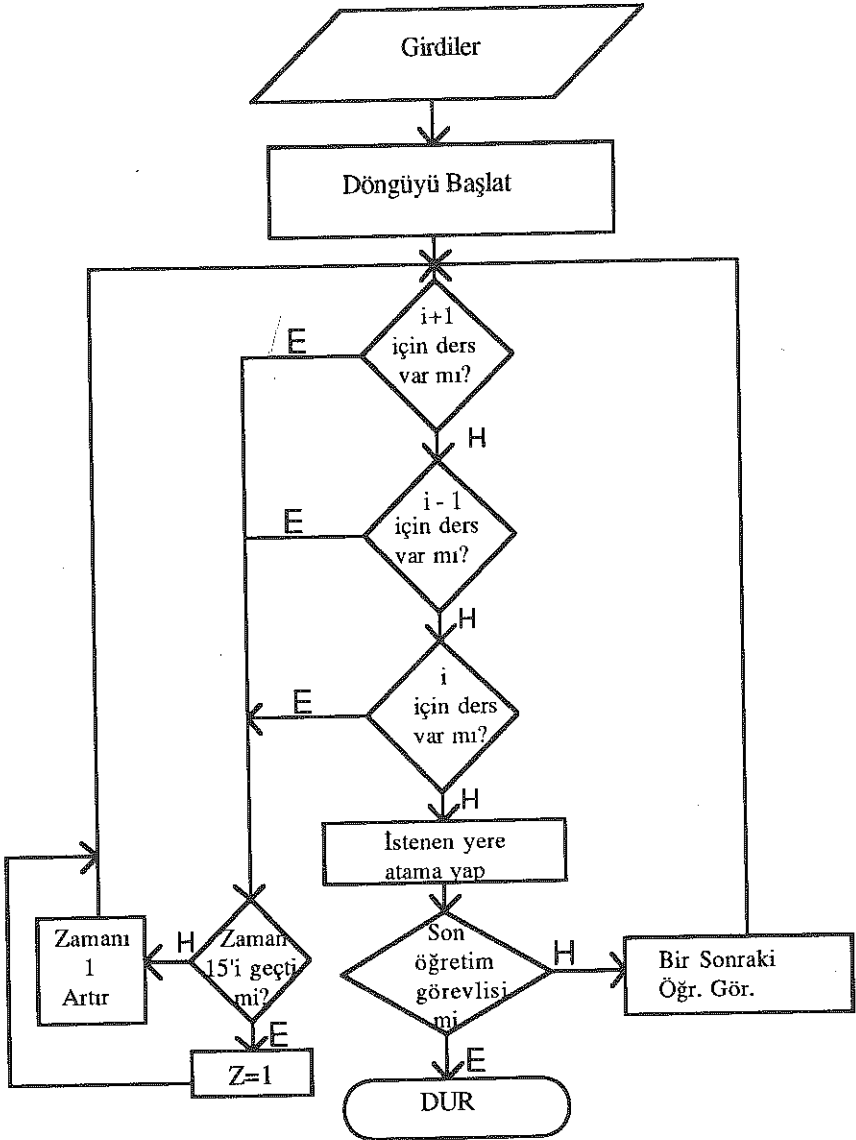 Girdiler
Döngüyü Başlat
i+1
için ders
var mı?
E
H
i - 1
için ders
var mı?
E
H
i
için ders
var mı?
E
H
İstenen yere
atama yap
Zamanı
1
Artır
H
Zaman
15'i geçti
mi?
E
Z=1
Son
öğretim
görevlisi
mi
H
Bir Sonraki
Öğr. Gör.
E
DUR